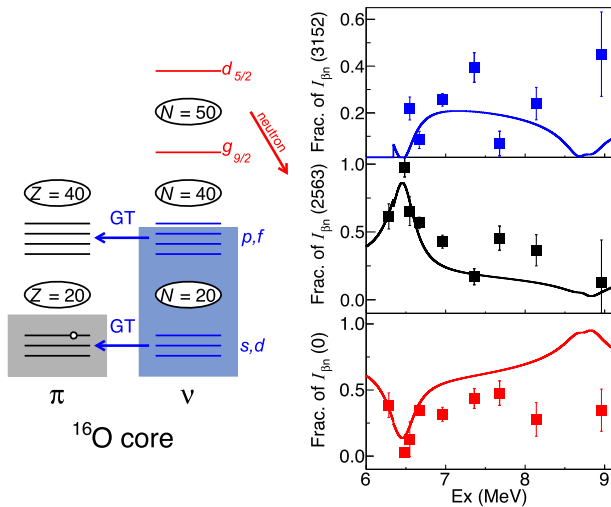 d5/2
N = 50
neutron
g9/2
Z = 40
N = 40
GT
p,f
Z = 20
N = 20
GT
s,d
π
ν
16O core
Frac. of Iβn (3152)
0.6
0.4
0.2
Frac. of Iβn (2563)
1.0
0.5
0.0
Frac. of Iβn (0)
1.0
0.5
0.0
6
7
8
9
Ex (MeV)